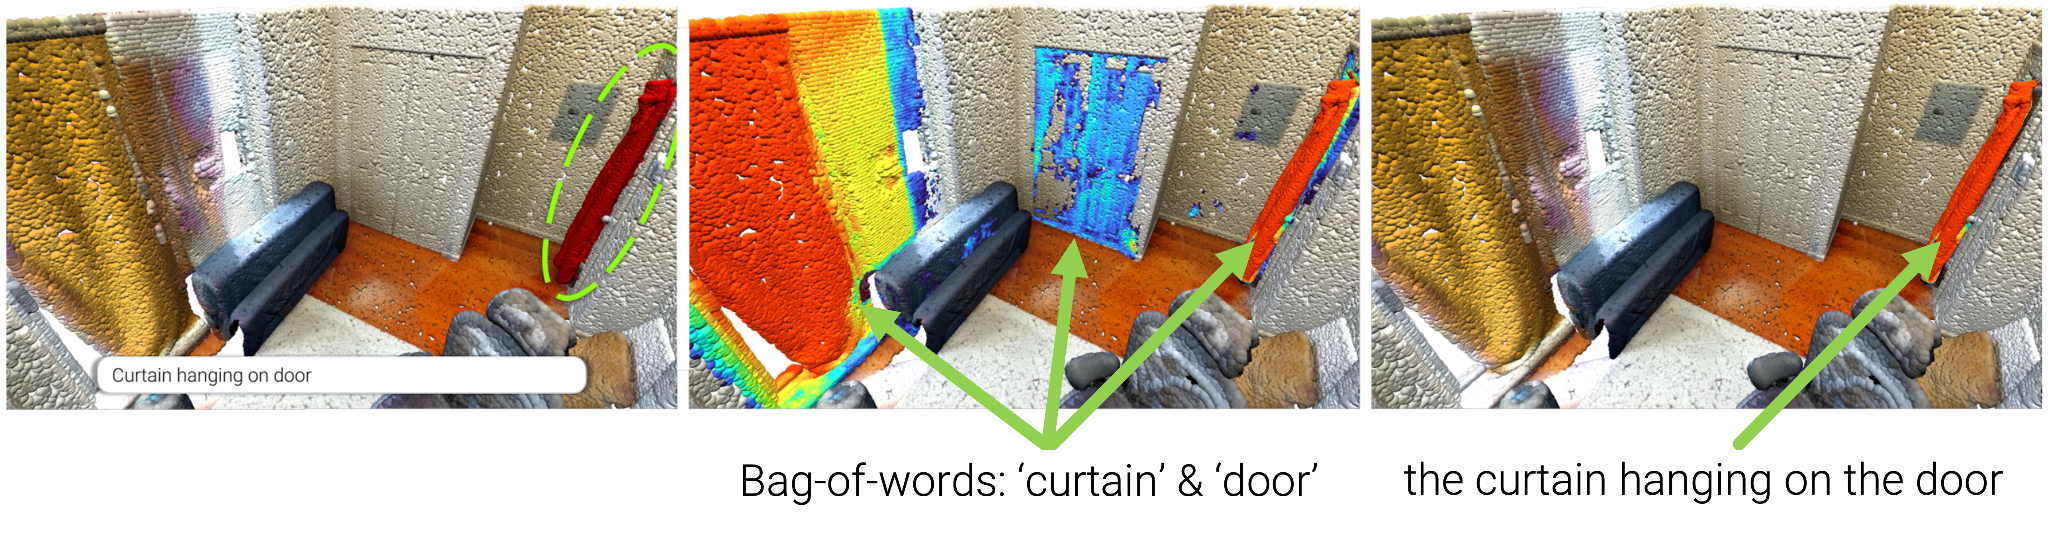 Curtain hanging on door
Bag-of-words: ‘curtain’ & ‘door’
the curtain hanging on the door